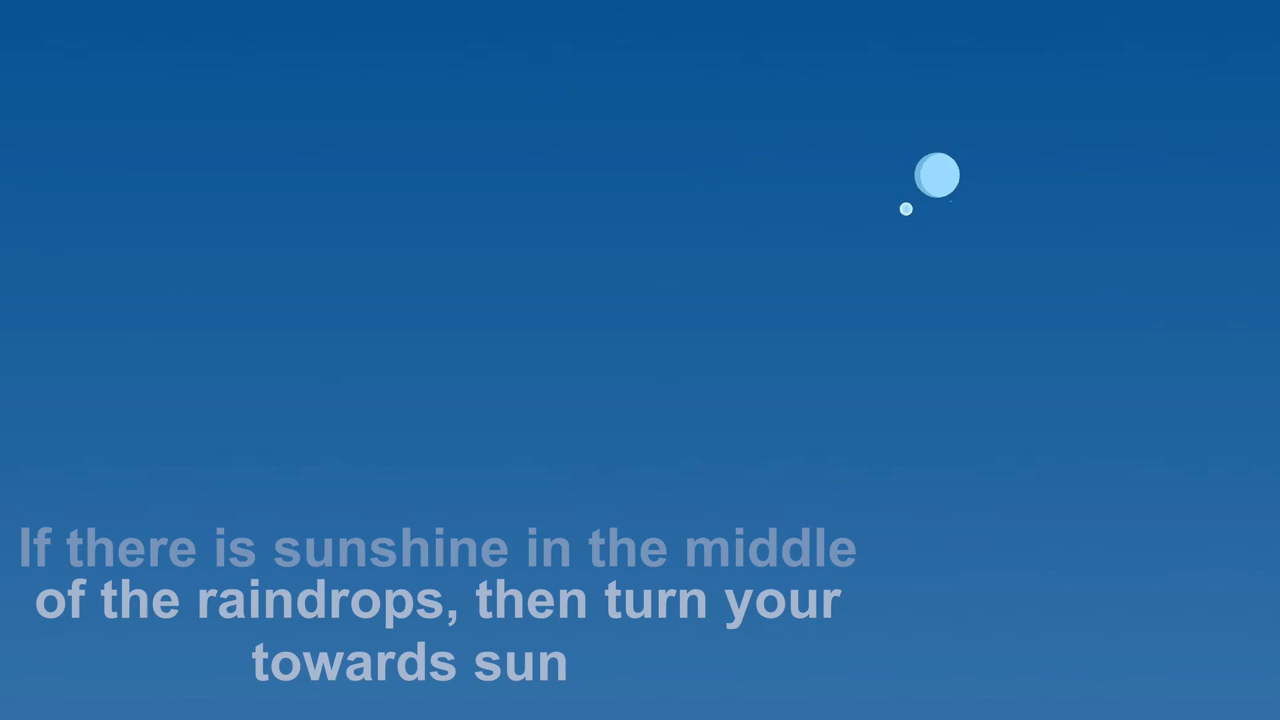 If there is sunshine in the middle
of the raindrops, then turn your
towards sun